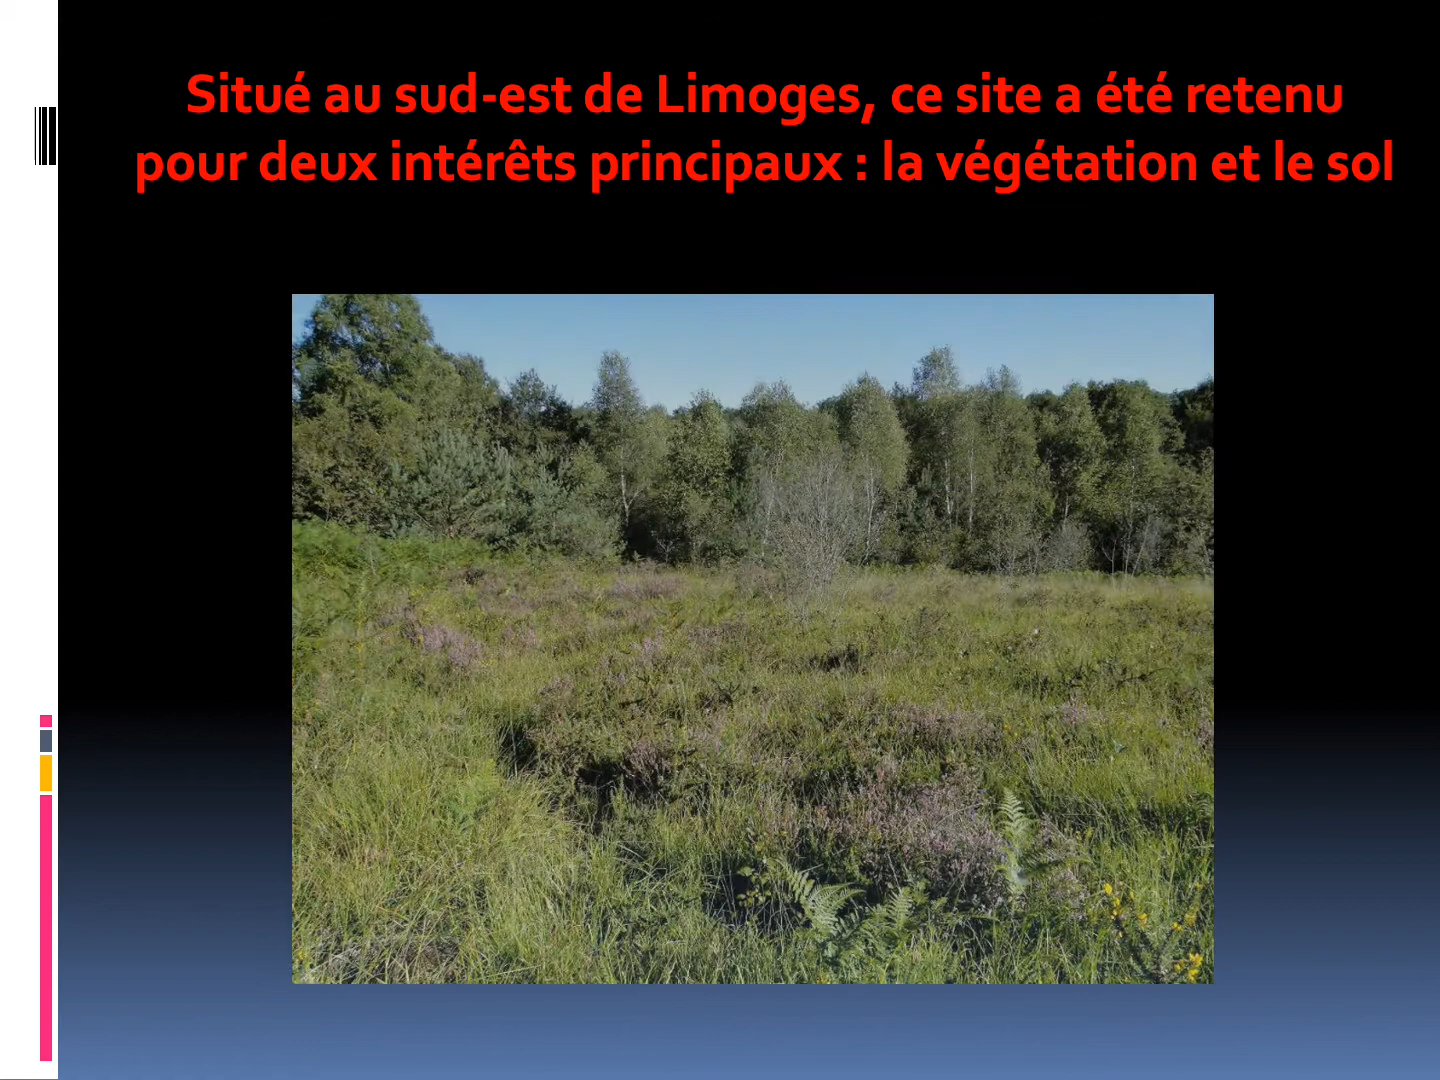 Situé au sud-est de Limoges, ce site a été retenu
pour deux intérêts principaux : la végétation et le sol